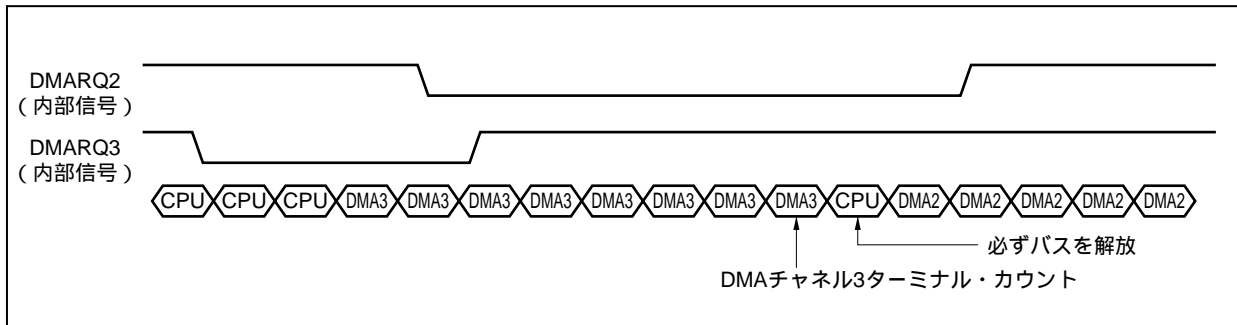 DMARQ2
（内部信号）
DMARQ3
（内部信号）
CPU CPU CPU DMA3 DMA3 DMA3 DMA3 DMA3 DMA3 DMA3 DMA3 CPU DMA2 DMA2 DMA2 DMA2 DMA2
必ずバスを解放
DMAチャネル3ターミナル・カウント